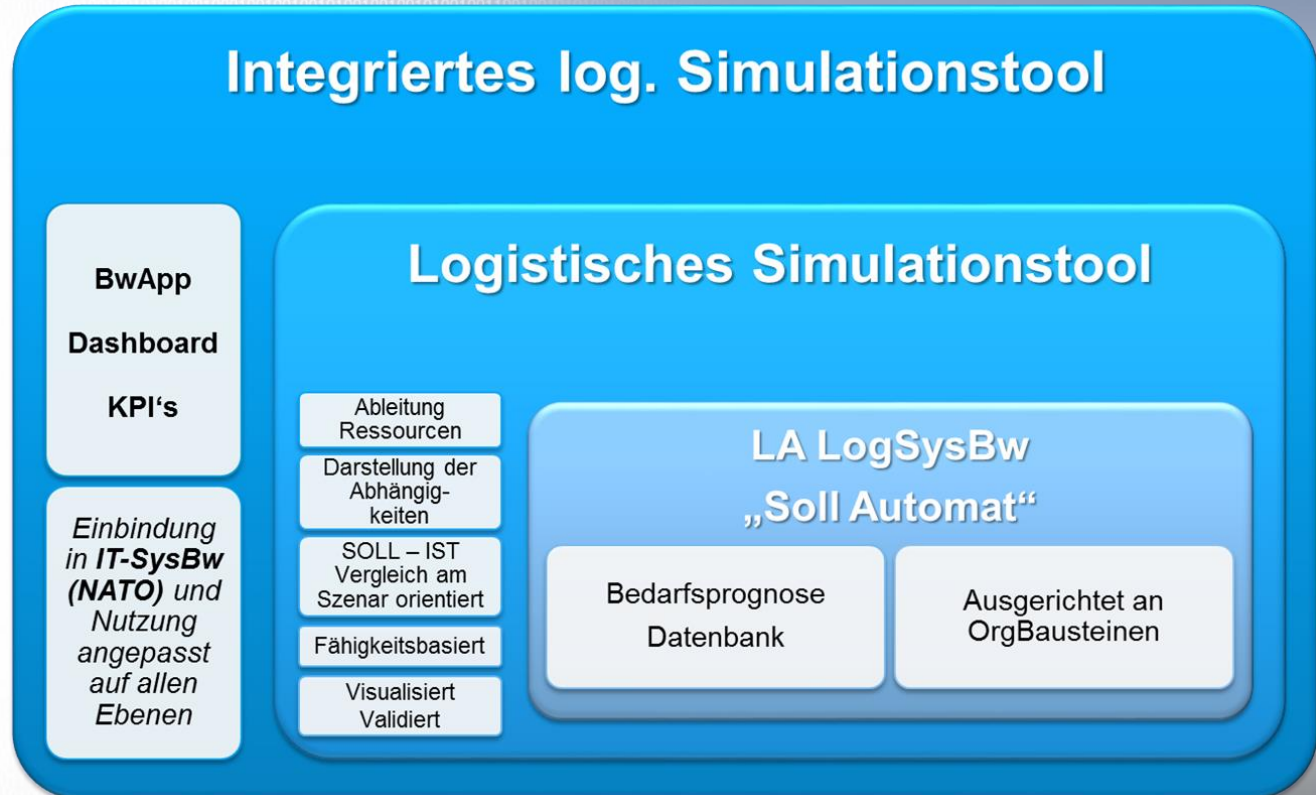 Integriertes log. Simulationstool
BwApp
Dashboard
KPI's
Einbindung
in IT-SysBw
(NATO) und
Nutzung
angepasst
auf allen
Ebenen
Logistisches Simulationstool
Ableitung
Ressourcen
Darstellung der
Abhängig-
keiten
SOLL – IST
Vergleich am
Szenar orientiert
Fähigkeitsbasiert
Visualisiert
Validiert
LA LogSysBw
„Soll Automat“
Bedarfsprognose
Datenbank
Ausgerichtet an
OrgBausteinen